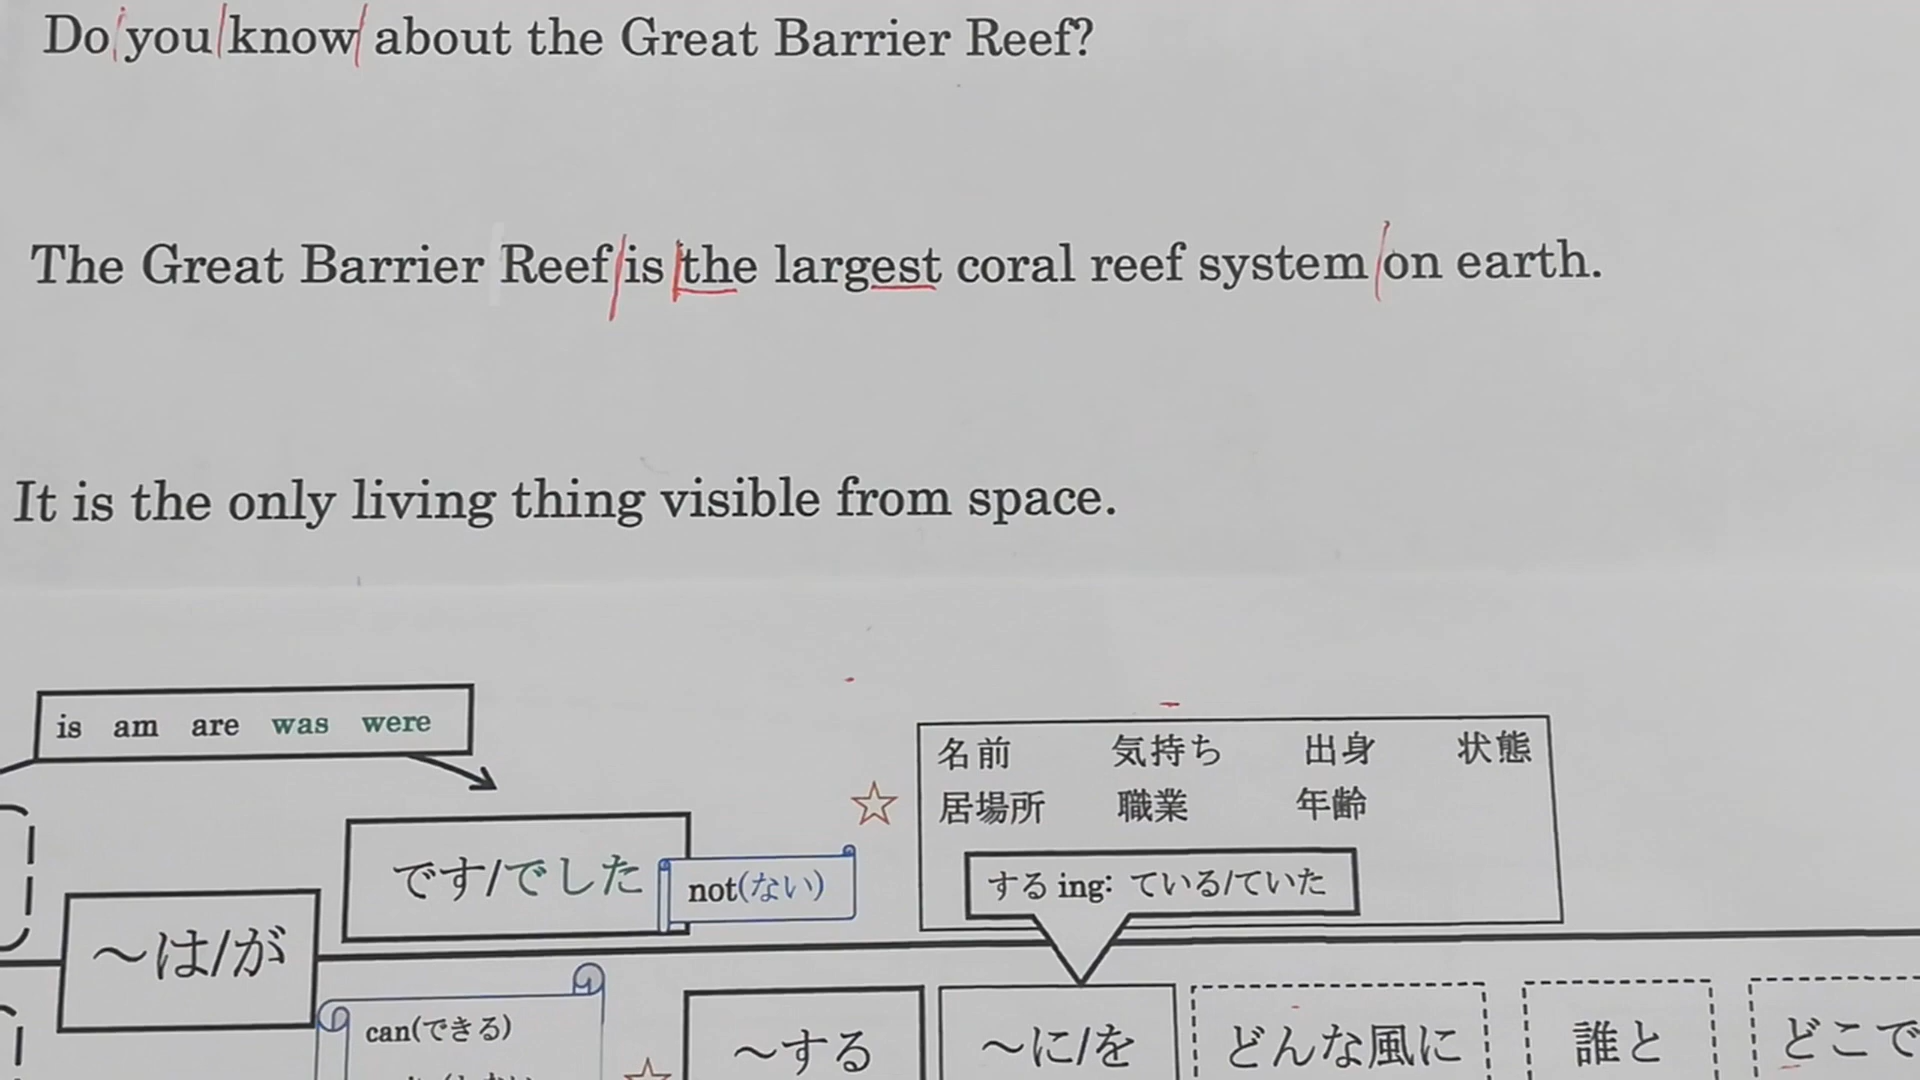 Do you know about the Great Barrier Reef?
The Great Barrier Reef is the largest coral reef system on earth.
It is the only living thing visible from space.
is am are was were
名前 気持ち 出身 状態
居場所 職業 年齢
です/でした
not(ない)
する ing: ている/ていた
～は/が
can(できる)
～する
～に/を
どんな風に
誰と
どこで